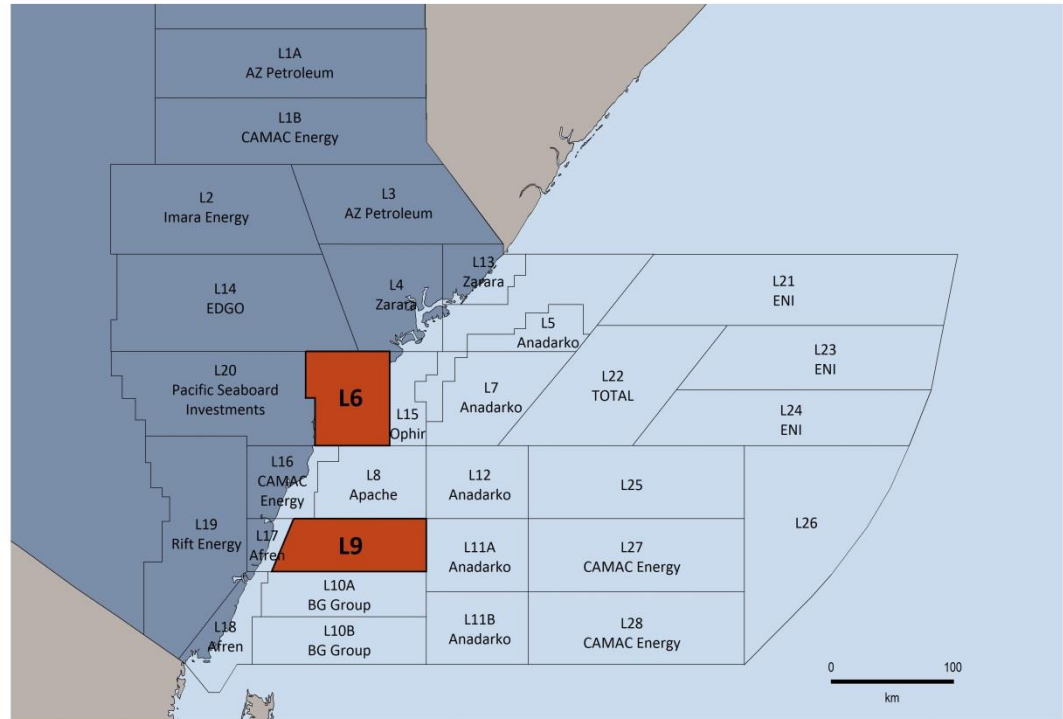 L1A
AZ Petroleum
L1B
CAMAC Energy
L2
Imara Energy
L3
AZ Petroleum
L13
Zarara
L14
EDGO
L4
Zarara
L21
ENI
L5
Anadarko
L23
ENI
L20
Pacific Seaboard
Investments
L6
L15
Ophir
L7
Anadarko
L22
TOTAL
L24
ENI
L16
CAMAC
Energy
L8
Apache
L12
Anadarko
L25
L26
L19
Rift Energy
L17
Afren
L9
L11A
Anadarko
L27
CAMAC Energy
L10A
BG Group
L18
Afren
L10B
BG Group
L11B
Anadarko
L28
CAMAC Energy
0 100
km